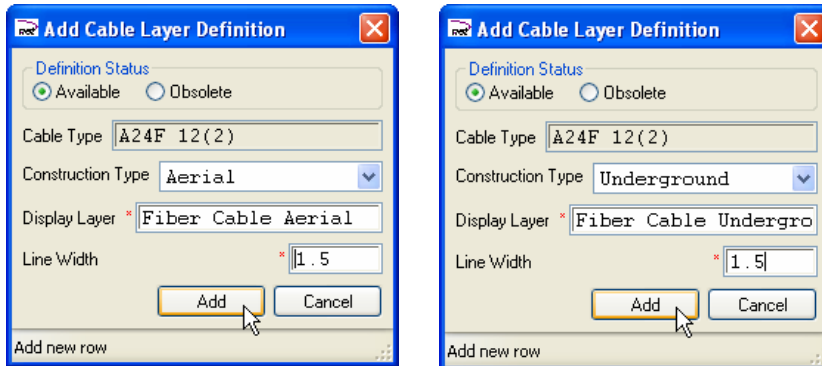 Add Cable Layer Definition
Definition Status
Available Obsolete
Cable Type A24F 12(2)
Construction Type Aerial
Display Layer * Fiber Cable Aerial
Line Width * 1.5
Add Cancel
Add new row
Add Cable Layer Definition
Definition Status
Available Obsolete
Cable Type A24F 12(2)
Construction Type Underground
Display Layer * Fiber Cable Undergro
Line Width * 1.5
Add Cancel
Add new row